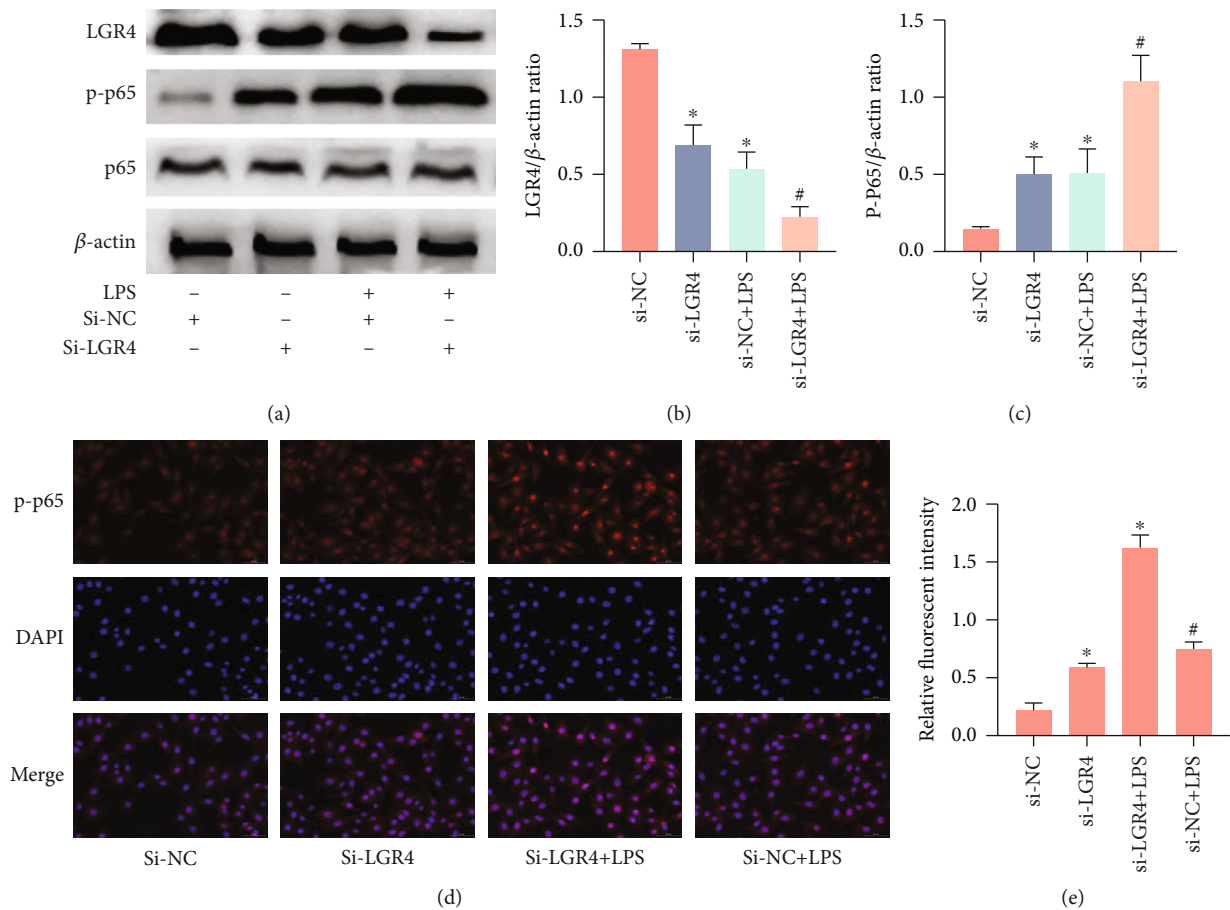 LGR4
p-p65
p65
β-actin
LPS – – + +
Si-NC + – + –
Si-LGR4 – + – +
(a)
LGR4/β-actin ratio
1.5
1.0
0.5
0.0
* * #
si-NC
si-LGR4
si-NC+LPS
si-LGR4+LPS
(b)
P-P65/β-actin ratio
1.5
1.0
0.5
0.0
* * #
si-NC
si-LGR4
si-NC+LPS
si-LGR4+LPS
(c)
p-p65
DAPI
Merge
Si-NC Si-LGR4 Si-LGR4+LPS Si-NC+LPS
(d)
Relative fluorescent intensity
2.0
1.5
1.0
0.5
0.0
* * #
si-NC
si-LGR4
si-LGR4+LPS
si-NC+LPS
(e)